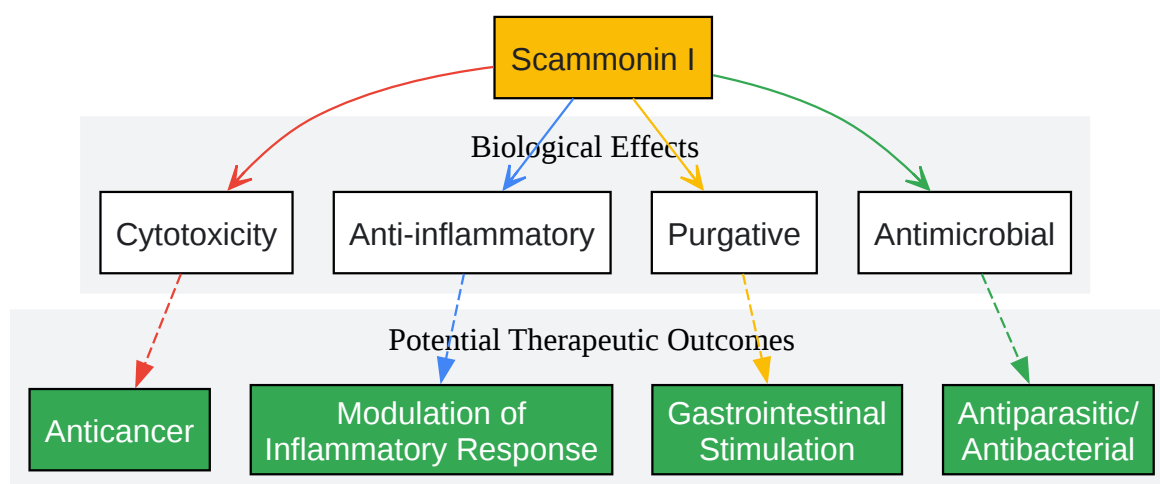 Scammonin I
Biological Effects
Cytotoxicity
Anti-inflammatory
Purgative
Antimicrobial
Potential Therapeutic Outcomes
Anticancer
Modulation of
Inflammatory Response
Gastrointestinal
Stimulation
Antiparasitic/
Antibacterial